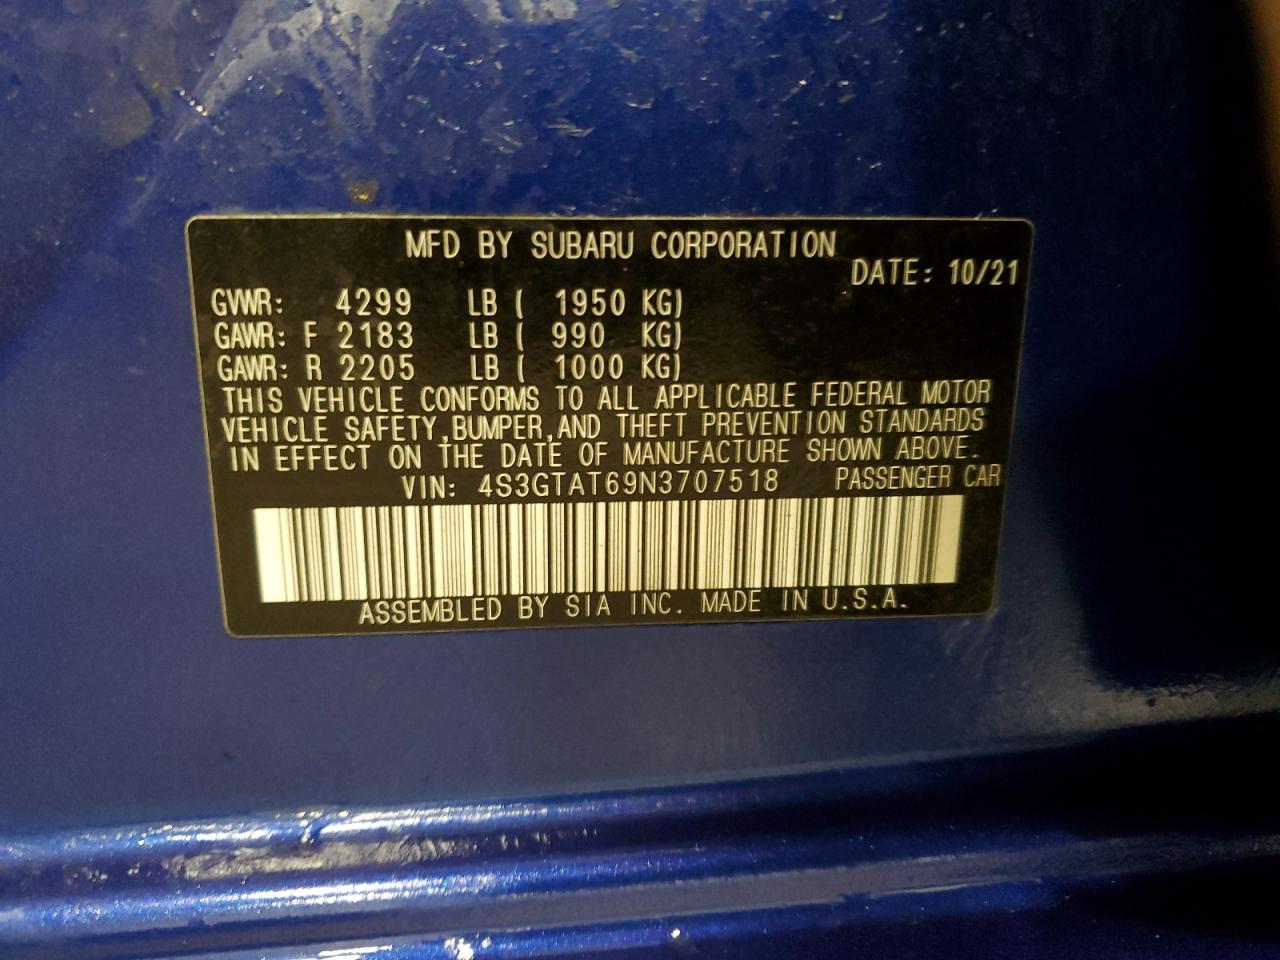 MFD BY SUBARU CORPORATION
DATE: 10/21
GVWR: 4299 LB ( 1950 KG)
GAWR: F 2183 LB ( 990 KG)
GAWR: R 2205 LB ( 1000 KG)
THIS VEHICLE CONFORMS TO ALL APPLICABLE FEDERAL MOTOR
VEHICLE SAFETY,BUMPER,AND THEFT PREVENTION STANDARDS
IN EFFECT ON THE DATE OF MANUFACTURE SHOWN ABOVE.
VIN: 4S3GTAT69N3707518 PASSENGER CAR
ASSEMBLED BY SIA INC. MADE IN U.S.A.